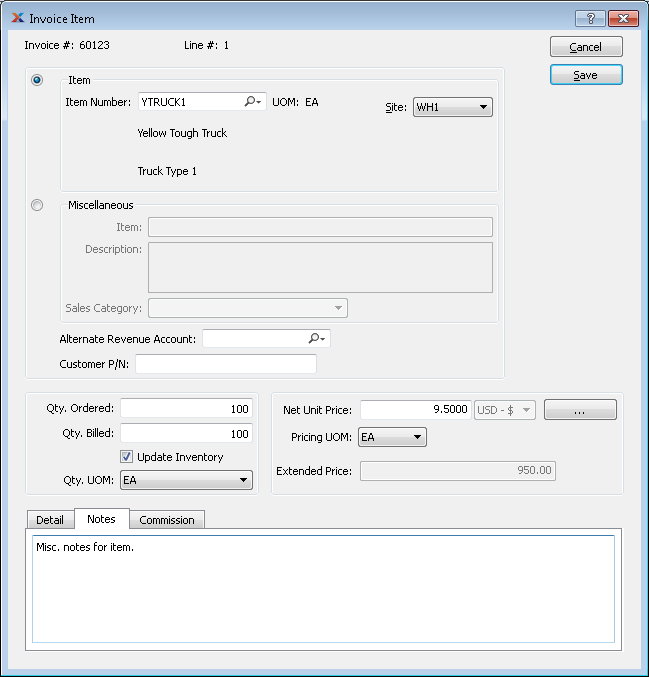 Invoice Item
Invoice #: 60123 Line #: 1
Cancel
Save
Item
Item Number: YTRUCK1 UOM: EA Site: WH1
Yellow Tough Truck
Truck Type 1
Miscellaneous
Item:
Description:
Sales Category:
Alternate Revenue Account:
Customer P/N:
Qty. Ordered: 100
Qty. Billed: 100
Update Inventory
Qty. UOM: EA
Net Unit Price: 9.5000 USD - $ ...
Pricing UOM: EA
Extended Price: 950.00
Detail Notes Commission
Misc. notes for item.